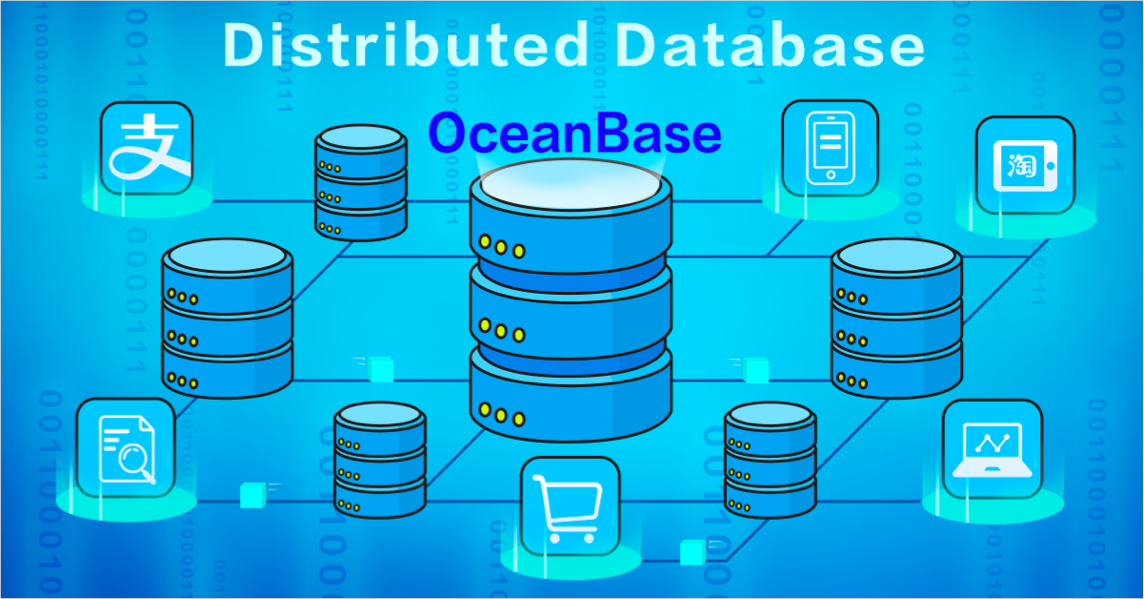 Distributed Database
OceanBase
支
淘